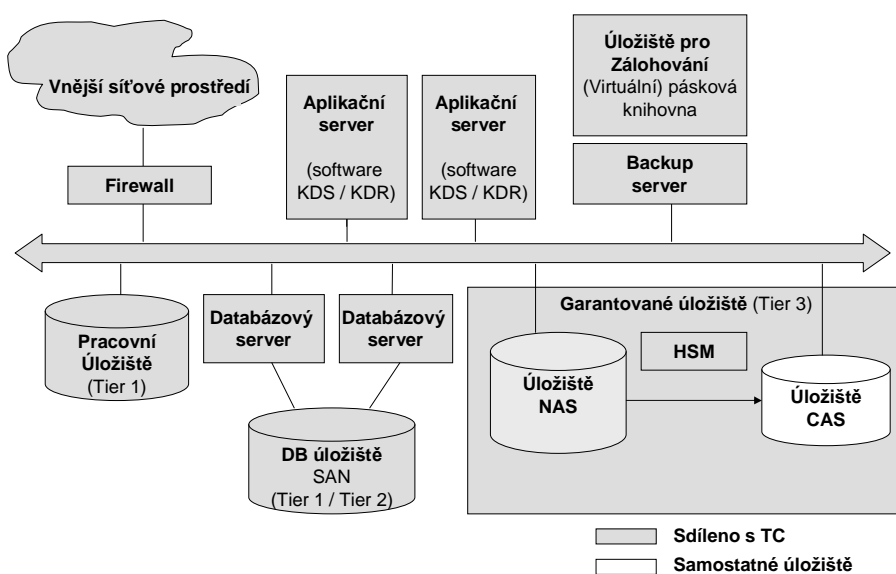 Vnější síťové prostředí
Firewall
Aplikační
server
(software
KDS / KDR)
Aplikační
server
(software
KDS / KDR)
Úložiště pro
Zálohování
(Virtuální) pásková
knihovna
Backup
server
Pracovní
Úložiště
(Tier 1)
Databázový
server
Databázový
server
DB úložiště
SAN
(Tier 1 / Tier 2)
Garantované úložiště (Tier 3)
HSM
Úložiště
NAS
Úložiště
CAS
Sdíleno s TC
Samostatné úložiště